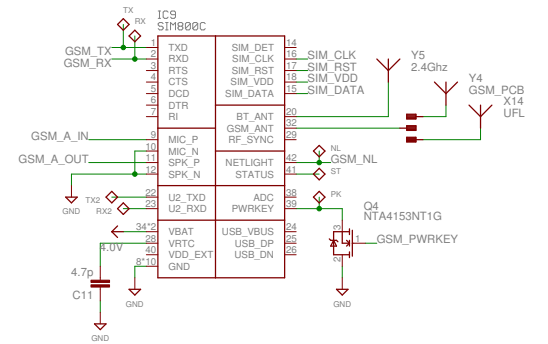 TX
RX
IC9
SIM800C
GSM_TX
GSM_RX
1 TXD
2 RXD
3 RTS
4 CTS
5 DCD
6 DTR
7 RI
SIM_DET 14
SIM_CLK 16 SIM_CLK
SIM_RST 17 SIM_RST
SIM_VDD 18 SIM_VDD
SIM_DATA 15 SIM_DATA
Y5
2.4Ghz
Y4
GSM_PCB
X14
UFL
BT_ANT 20
GSM_ANT 32
RF_SYNC 29
GSM_A_IN 9 MIC_P
10 MIC_N
GSM_A_OUT 11 SPK_P
12 SPK_N
NETLIGHT 42 GSM_NL
STATUS 41
NL
ST
GND
TX2 22 U2_TXD
RX2 23 U2_RXD
ADC 38
PWRKEY 39
PK
Q4
NTA4153NT1G
3
1 GSM_PWRKEY
2
GND
34*2 VBAT
28 VRTC
40 VDD_EXT
8*10 GND
4.0V
USB_VBUS 24
USB_DP 25
USB_DN 26
4.7p
C11
GND
GND